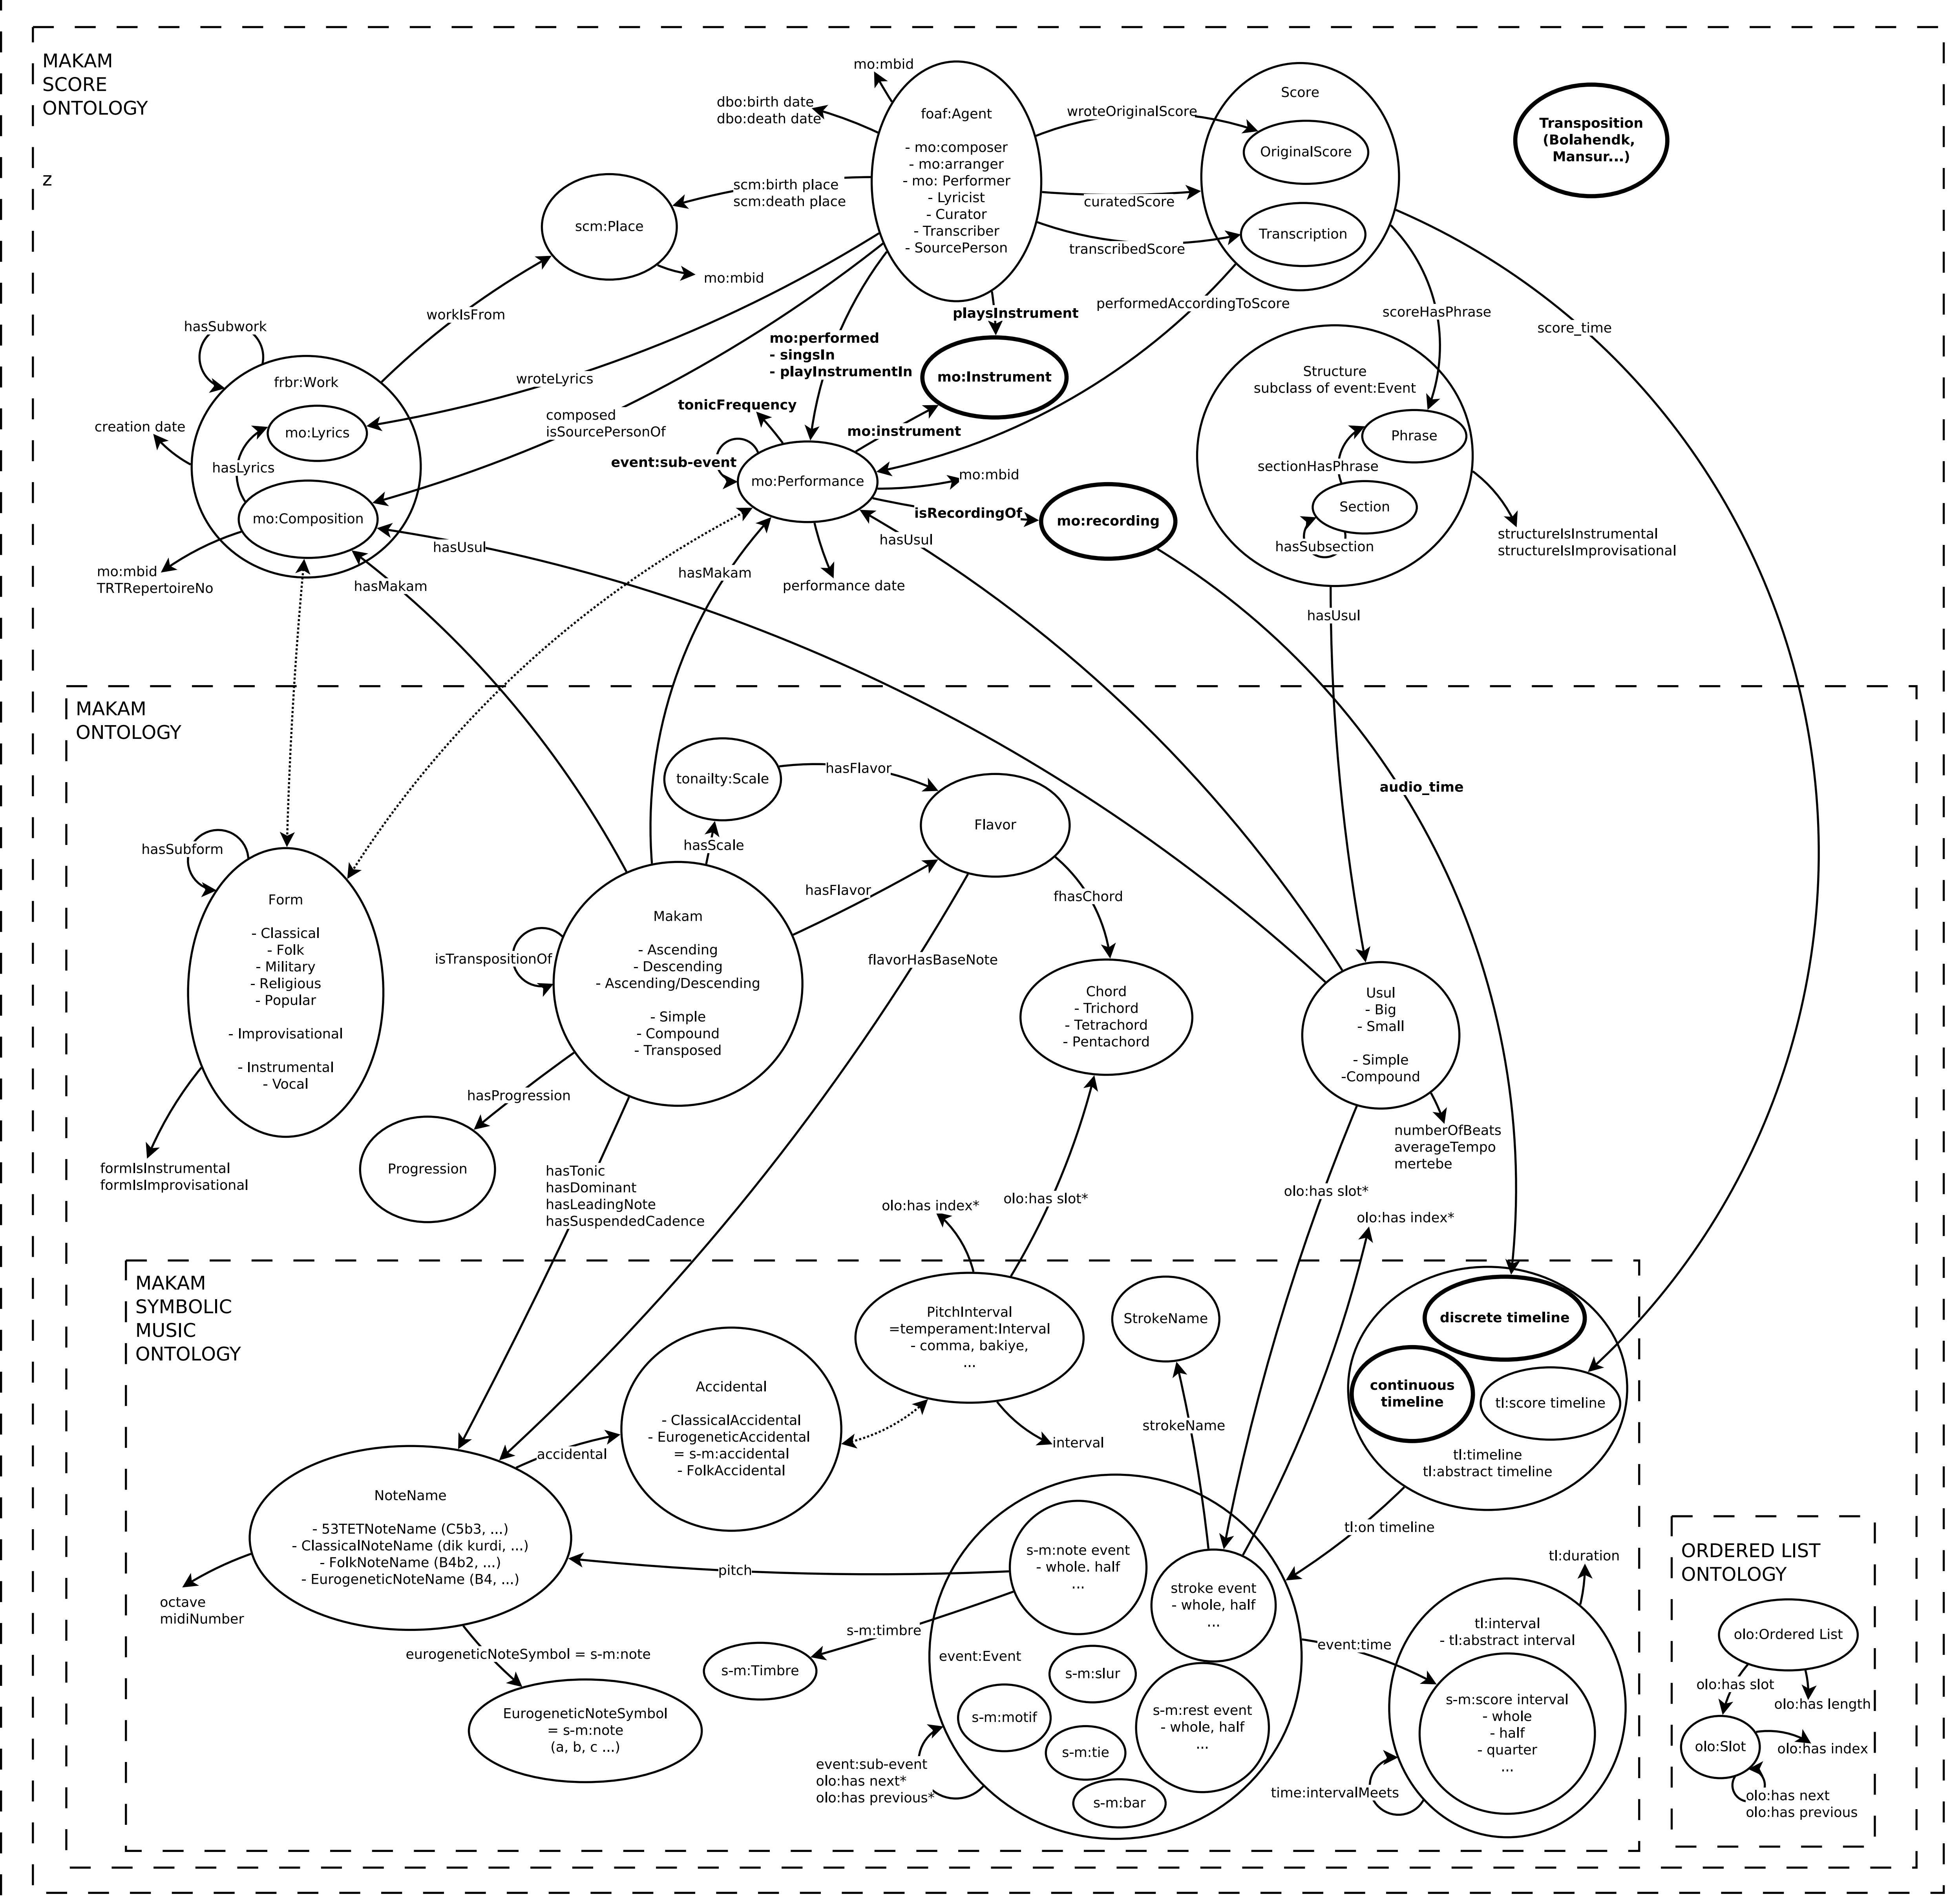 MAKAM
SCORE
ONTOLOGY
z
mo:mbid
dbo:birth date
dbo:death date
scm:birth place
scm:death place
foaf:Agent
- mo:composer
- mo:arranger
- mo: Performer
- Lyricist
- Curator
- Transcriber
- SourcePerson
wroteOriginalScore
curatedScore
transcribedScore
Score
OriginalScore
Transcription
Transposition
(Bolahendk,
Mansur...)
scm:Place
mo:mbid
workIsFrom
hasSubwork
frbr:Work
mo:Lyrics
creation date
hasLyrics
mo:Composition
mo:mbid
TRTRepertoireNo
wroteLyrics
composed
isSourcePersonOf
mo:performed
- singsIn
- playInstrumentIn
playsInstrument
mo:Instrument
performedAccordingToScore
tonicFrequency
mo:instrument
event:sub-event
mo:Performance
mo:mbid
isRecordingOf
mo:recording
hasUsul
performance date
hasMakam
hasUsul
hasMakam
scoreHasPhrase
score_time
Structure
subclass of event:Event
Phrase
sectionHasPhrase
Section
hasSubsection
structureIsInstrumental
structureIsImprovisational
hasUsul
MAKAM
ONTOLOGY
tonailty:Scale
hasFlavor
hasScale
Flavor
hasFlavor
fhasChord
audio_time
hasSubform
Form
- Classical
- Folk
- Military
- Religious
- Popular
- Improvisational
- Instrumental
- Vocal
formIsInstrumental
formIsImprovisational
isTranspositionOf
Makam
- Ascending
- Descending
- Ascending/Descending
- Simple
- Compound
- Transposed
flavorHasBaseNote
Chord
- Trichord
- Tetrachord
- Pentachord
Usul
- Big
- Small
- Simple
-Compound
numberOfBeats
averageTempo
mertebe
hasProgression
Progression
hasTonic
hasDominant
hasLeadingNote
hasSuspendedCadence
olo:has index*
olo:has slot*
olo:has slot*
olo:has index*
MAKAM
SYMBOLIC
MUSIC
ONTOLOGY
PitchInterval
=temperament:Interval
- comma, bakiye,
...
StrokeName
discrete timeline
continuous
timeline
tl:score timeline
tl:timeline
tl:abstract timeline
Accidental
- ClassicalAccidental
- EurogeneticAccidental
= s-m:accidental
- FolkAccidental
accidental
interval
strokeName
tl:on timeline
NoteName
- 53TETNoteName (C5b3, ...)
- ClassicalNoteName (dik kurdi, ...)
- FolkNoteName (B4b2, ...)
- EurogeneticNoteName (B4, ...)
octave
midiNumber
pitch
s-m:note event
- whole. half
...
stroke event
- whole, half
...
s-m:timbre
s-m:Timbre
eurogeneticNoteSymbol = s-m:note
EurogeneticNoteSymbol
= s-m:note
(a, b, c ...)
event:Event
s-m:slur
s-m:motif
s-m:tie
s-m:bar
s-m:rest event
- whole, half
...
event:sub-event
olo:has next*
olo:has previous*
event:time
tl:duration
tl:interval
- tl:abstract interval
s-m:score interval
- whole
- half
- quarter
...
time:intervalMeets
ORDERED LIST
ONTOLOGY
olo:Ordered List
olo:has slot
olo:has length
olo:Slot
olo:has index
olo:has next
olo:has previous